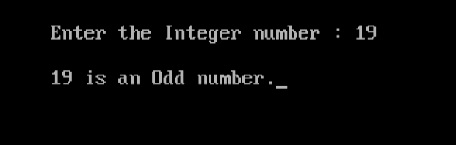 Enter the Integer number : 19
19 is an Odd number._